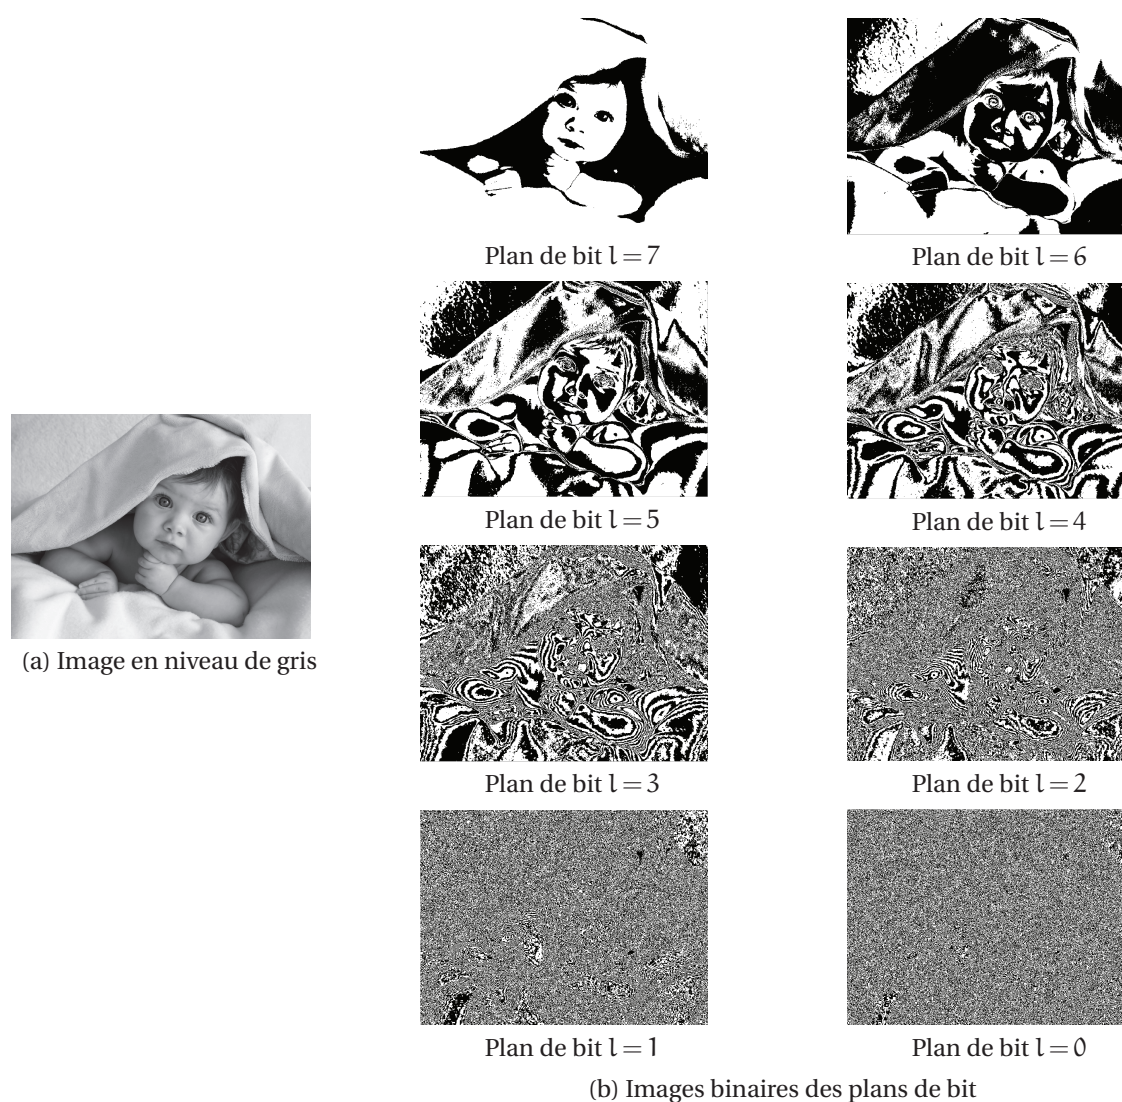 Plan de bit l = 7
Plan de bit l = 6
Plan de bit l = 5
Plan de bit l = 4
(a) Image en niveau de gris
Plan de bit l = 3
Plan de bit l = 2
Plan de bit l = 1
Plan de bit l = 0
(b) Images binaires des plans de bit